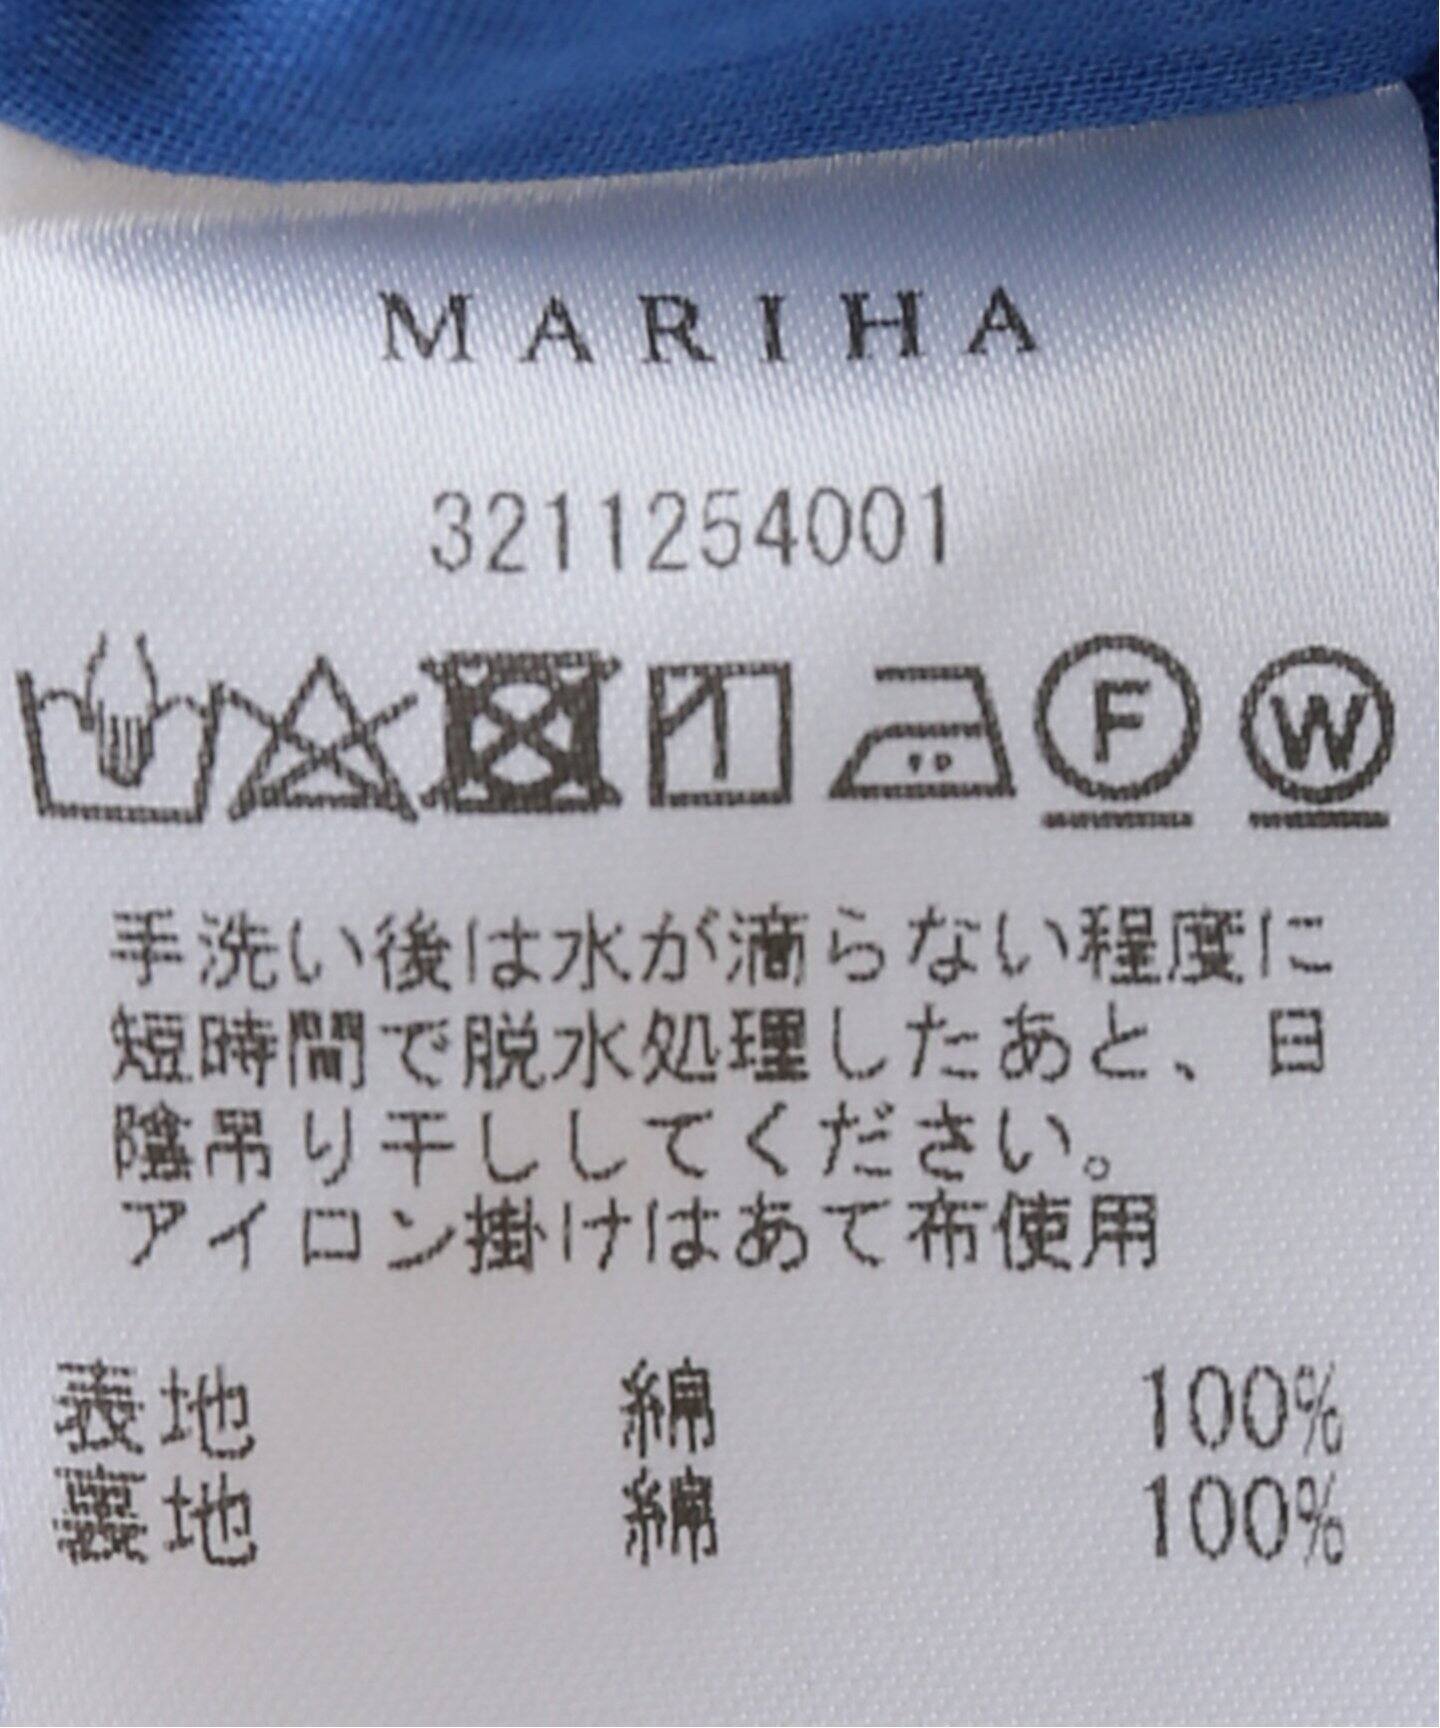 MARIHA
3211254001
F W
手洗い後は水が滴らない程度に
短時間で脱水処理したあと、日
陰吊り干ししてください。
アイロン掛けはあて布使用
表地 綿 100%
裏地 綿 100%